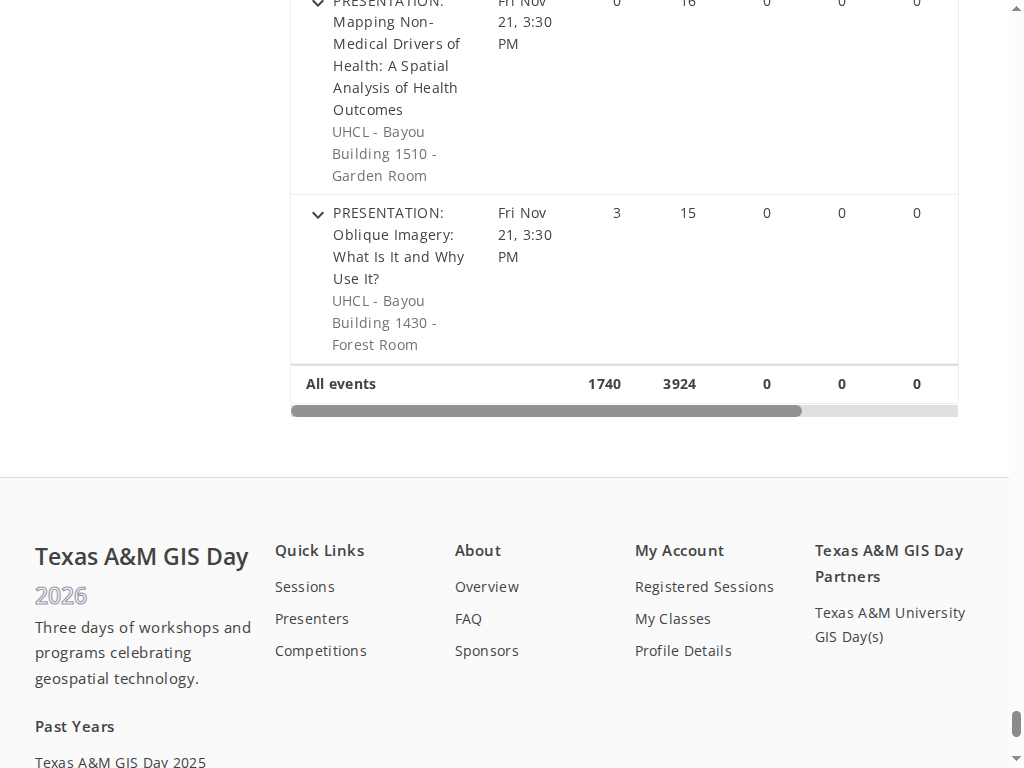 PRESENTATION: Fri Nov 0 16 0 0 0
Mapping Non- 21, 3:30
Medical Drivers of PM
Health: A Spatial
Analysis of Health
Outcomes
UHCL - Bayou
Building 1510 -
Garden Room
PRESENTATION: Fri Nov 3 15 0 0 0
Oblique Imagery: 21, 3:30
What Is It and Why PM
Use It?
UHCL - Bayou
Building 1430 -
Forest Room
All events 1740 3924 0 0 0
Texas A&M GIS Day
2026
Three days of workshops and
programs celebrating
geospatial technology.
Past Years
Texas A&M GIS Day 2025
Quick Links
Sessions
Presenters
Competitions
About
Overview
FAQ
Sponsors
My Account
Registered Sessions
My Classes
Profile Details
Texas A&M GIS Day
Partners
Texas A&M University
GIS Day(s)